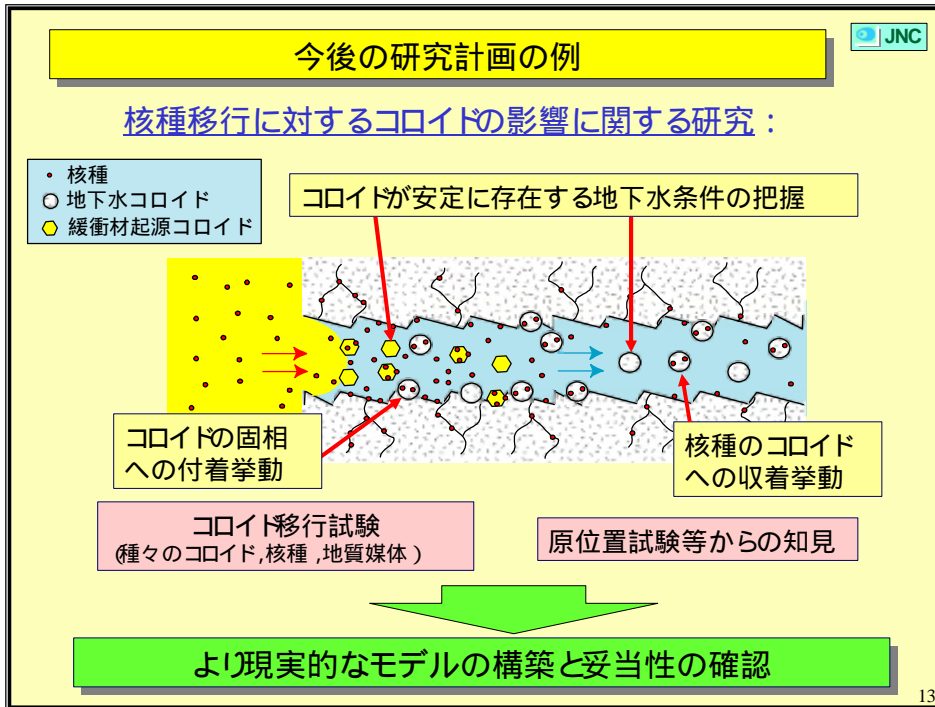 今後の研究計画の例
JNC
核種移行に対するコロイドの影響に関する研究：
核種
地下水コロイド
緩衝材起源コロイド
コロイドが安定に存在する地下水条件の把握
コロイドの固相
への付着挙動
核種のコロイド
への収着挙動
コロイド移行試験
(種々のコロイド,核種,地質媒体)
原位置試験等からの知見
より現実的なモデルの構築と妥当性の確認
13